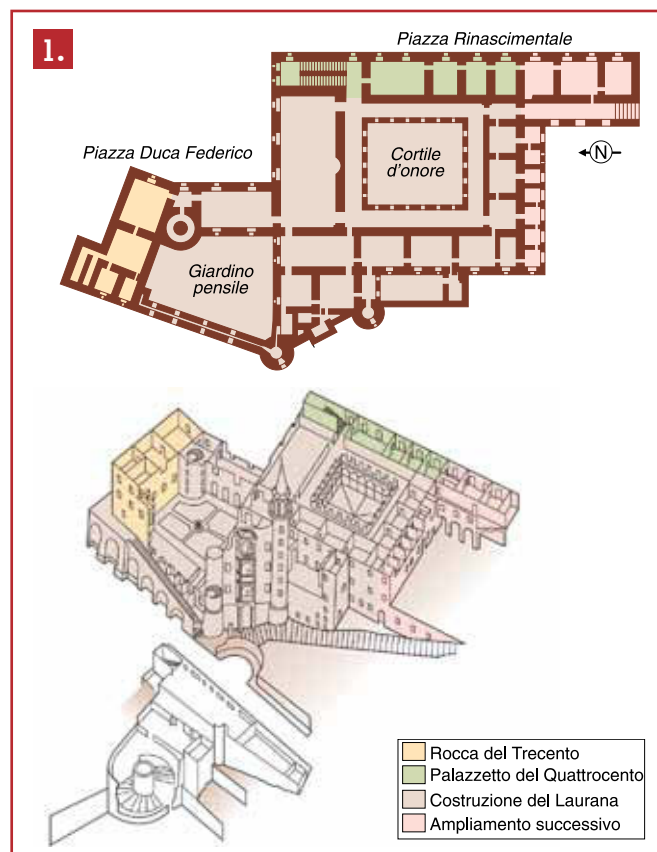 1.
Piazza Rinascimentale
Piazza Duca Federico
Cortile
d'onore
N
Giardino
pensile
Rocca del Trecento
Palazzetto del Quattrocento
Costruzione del Laurana
Ampliamento successivo